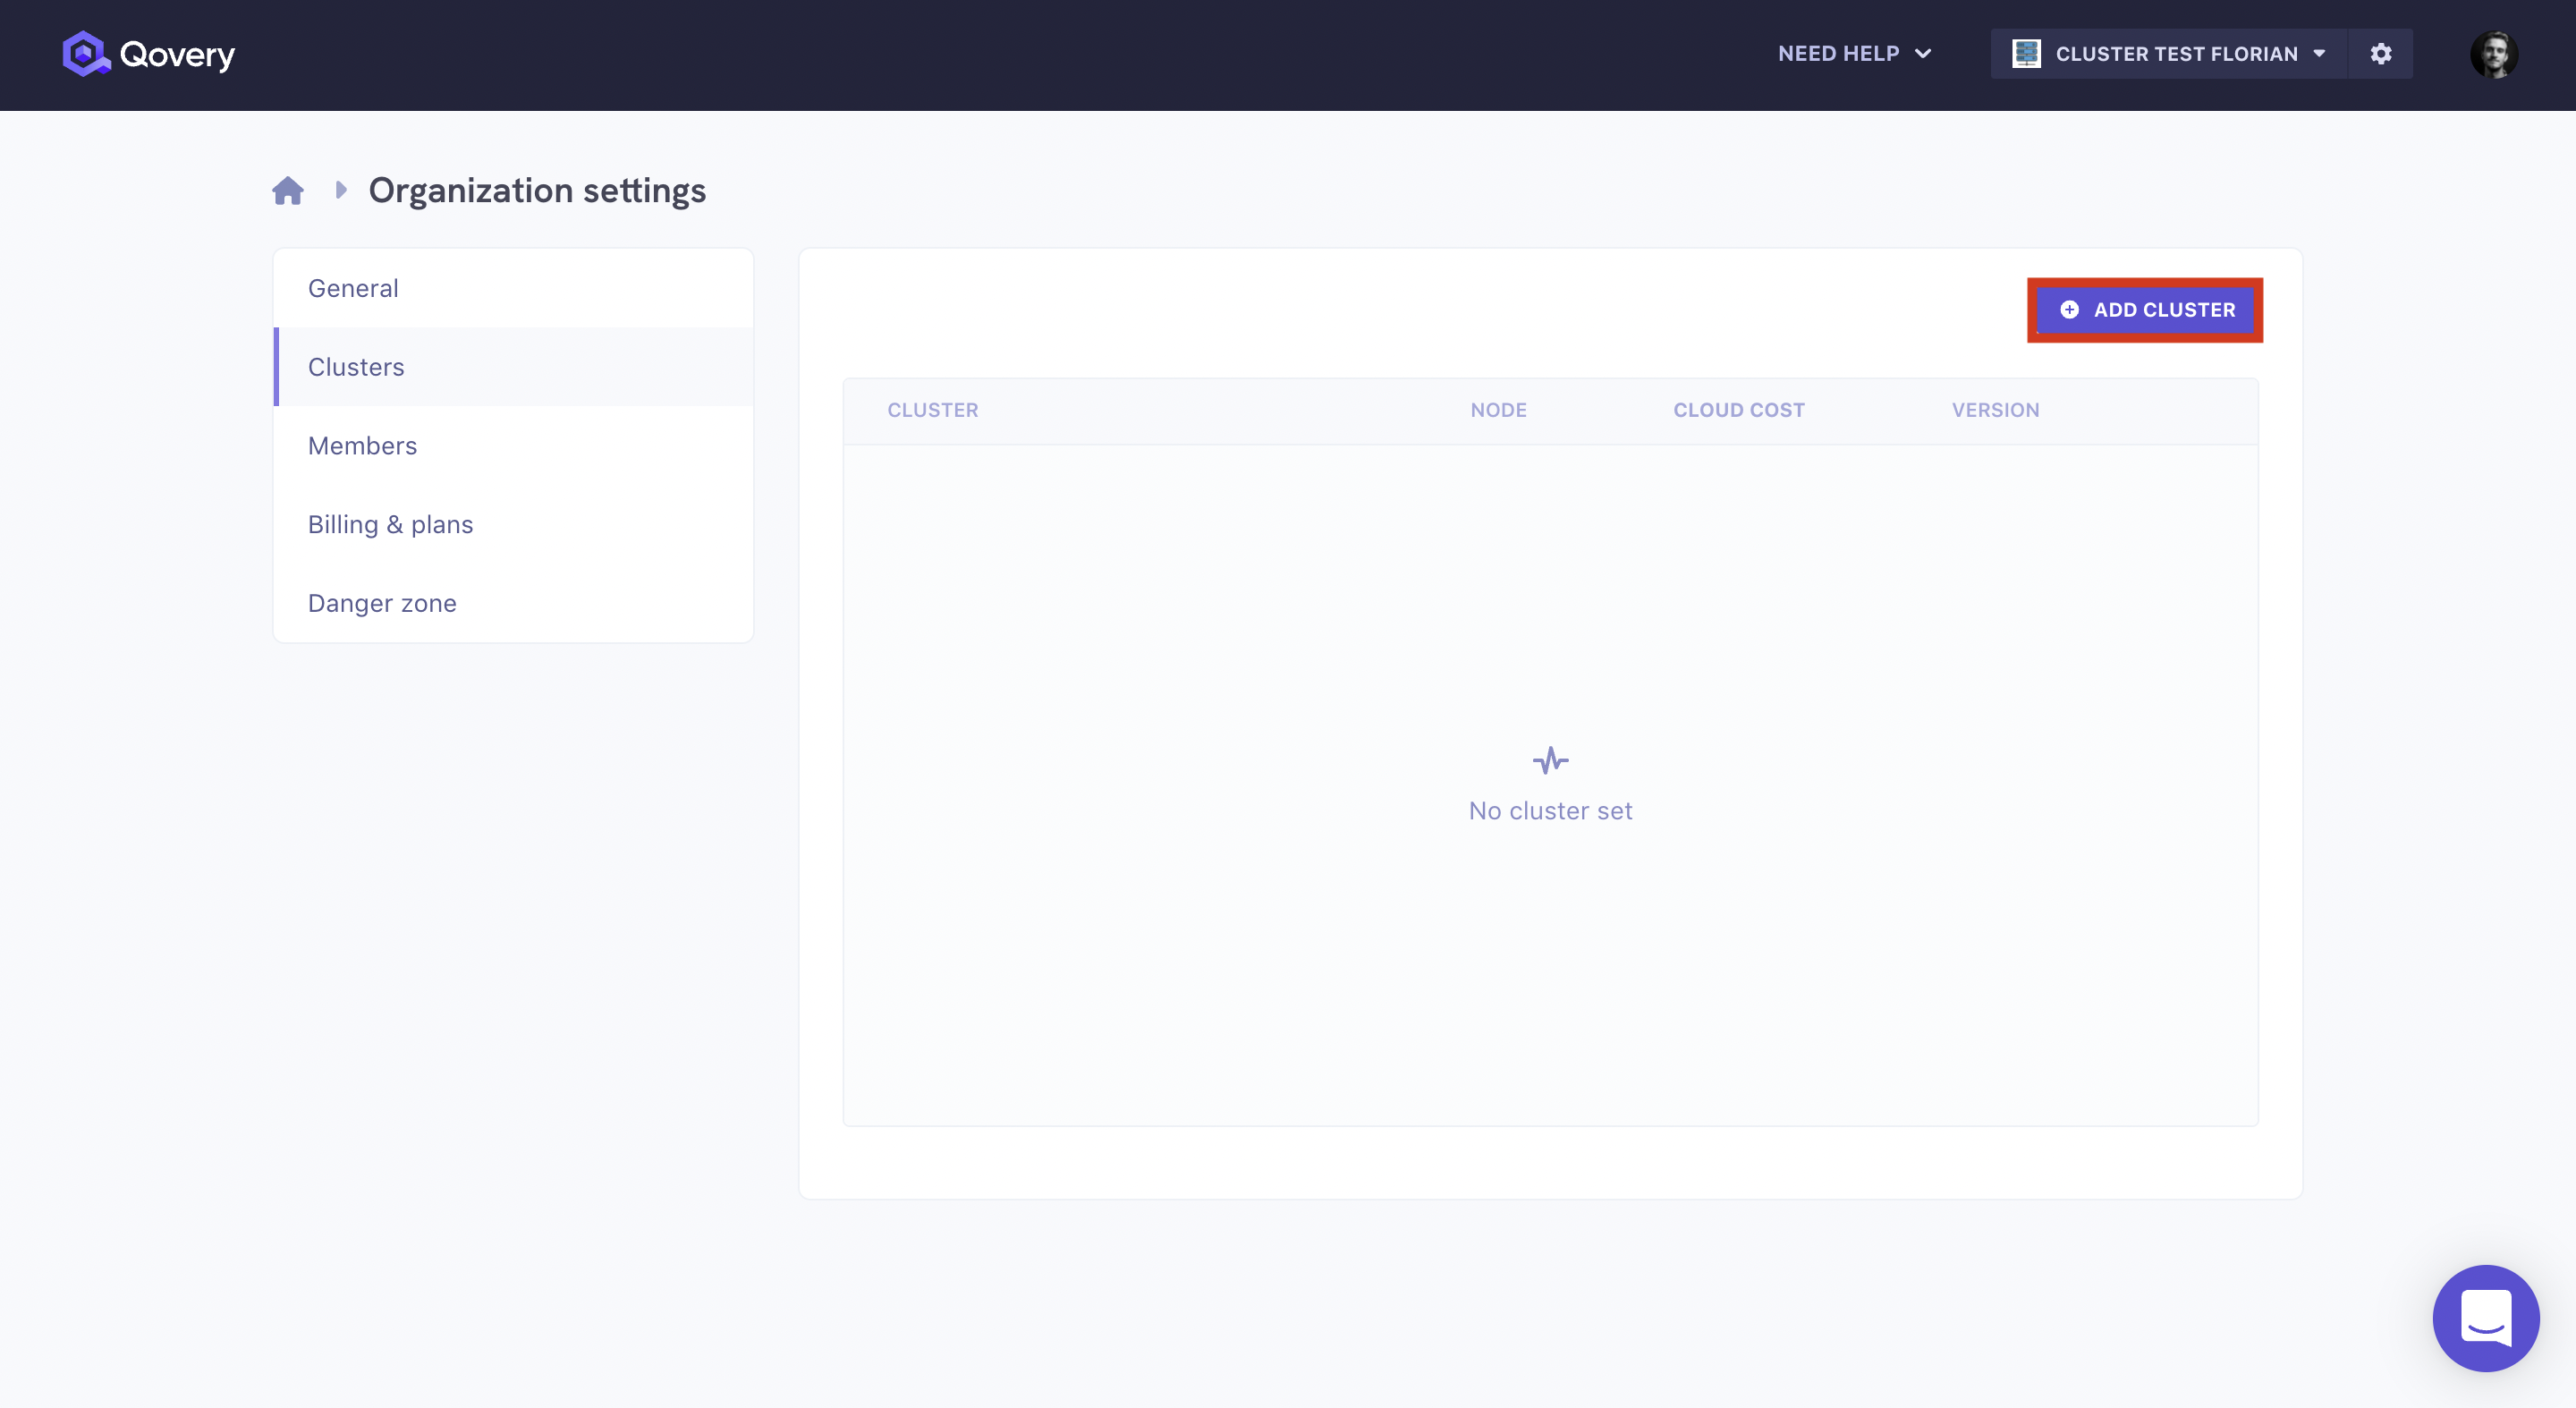 Qovery
NEED HELP
CLUSTER TEST FLORIAN
Organization settings
General
Clusters
Members
Billing & plans
Danger zone
ADD CLUSTER
CLUSTER NODE CLOUD COST VERSION
No cluster set